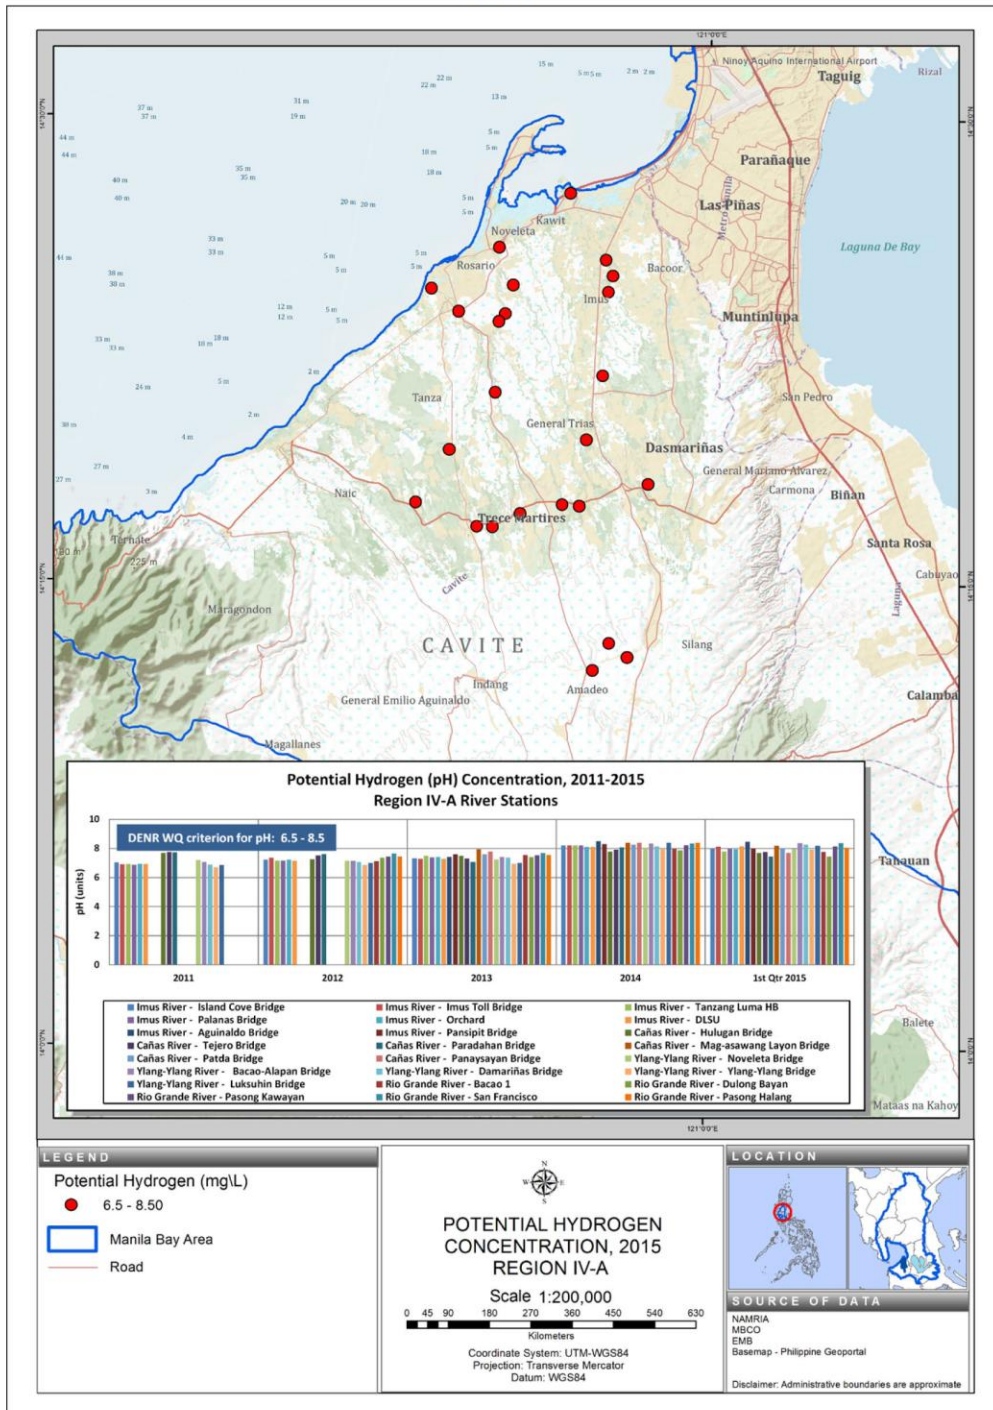 121°0'0"E
Ninoy Aquino International Airport
Taguig
Rizal
Parañaque
Las Piñas
Metro Manila
Laguna De Bay
Kawit
Noveleta
Rosario
Bacoor
Imus
Muntinlupa
San Pedro
Tanza
General Trias
Dasmariñas
General Mariano Alvarez
Carmona
Biñan
Naic
Trece Martires
Santa Rosa
Ternate
225 m
Cabuyao
Cavite
Laguna
Maragondon
CAVITE
Silang
Indang
Amadeo
General Emilio Aguinaldo
Calamba
Magallanes
Tanauan
Balete
Mataas na Kahoy
121°0'0"E
Potential Hydrogen (pH) Concentration, 2011-2015
Region IV-A River Stations
DENR WQ criterion for pH: 6.5 - 8.5
pH (units)
10
8
6
4
2
0
2011 2012 2013 2014 1st Qtr 2015
Imus River - Island Cove Bridge Imus River - Imus Toll Bridge Imus River - Tanzang Luma HB
Imus River - Palanas Bridge Imus River - Orchard Imus River - DLSU
Imus River - Aguinaldo Bridge Imus River - Pansipit Bridge Cañas River - Hulugan Bridge
Cañas River - Tejero Bridge Cañas River - Paradahan Bridge Cañas River - Mag-asawang Layon Bridge
Cañas River - Patda Bridge Cañas River - Panaysayan Bridge Ylang-Ylang River - Noveleta Bridge
Ylang-Ylang River - Bacao-Alapan Bridge Ylang-Ylang River - Damariñas Bridge Ylang-Ylang River - Ylang-Ylang Bridge
Ylang-Ylang River - Luksuhin Bridge Rio Grande River - Bacao 1 Rio Grande River - Dulong Bayan
Rio Grande River - Pasong Kawayan Rio Grande River - San Francisco Rio Grande River - Pasong Halang
LEGEND
Potential Hydrogen (mg\L)
6.5 - 8.50
Manila Bay Area
Road
N
W E
S
POTENTIAL HYDROGEN
CONCENTRATION, 2015
REGION IV-A
Scale 1:200,000
0 45 90 180 270 360 450 540 630
Kilometers
Coordinate System: UTM-WGS84
Projection: Transverse Mercator
Datum: WGS84
LOCATION
SOURCE OF DATA
NAMRIA
MBCO
EMB
Basemap - Philippine Geoportal
Disclaimer: Administrative boundaries are approximate